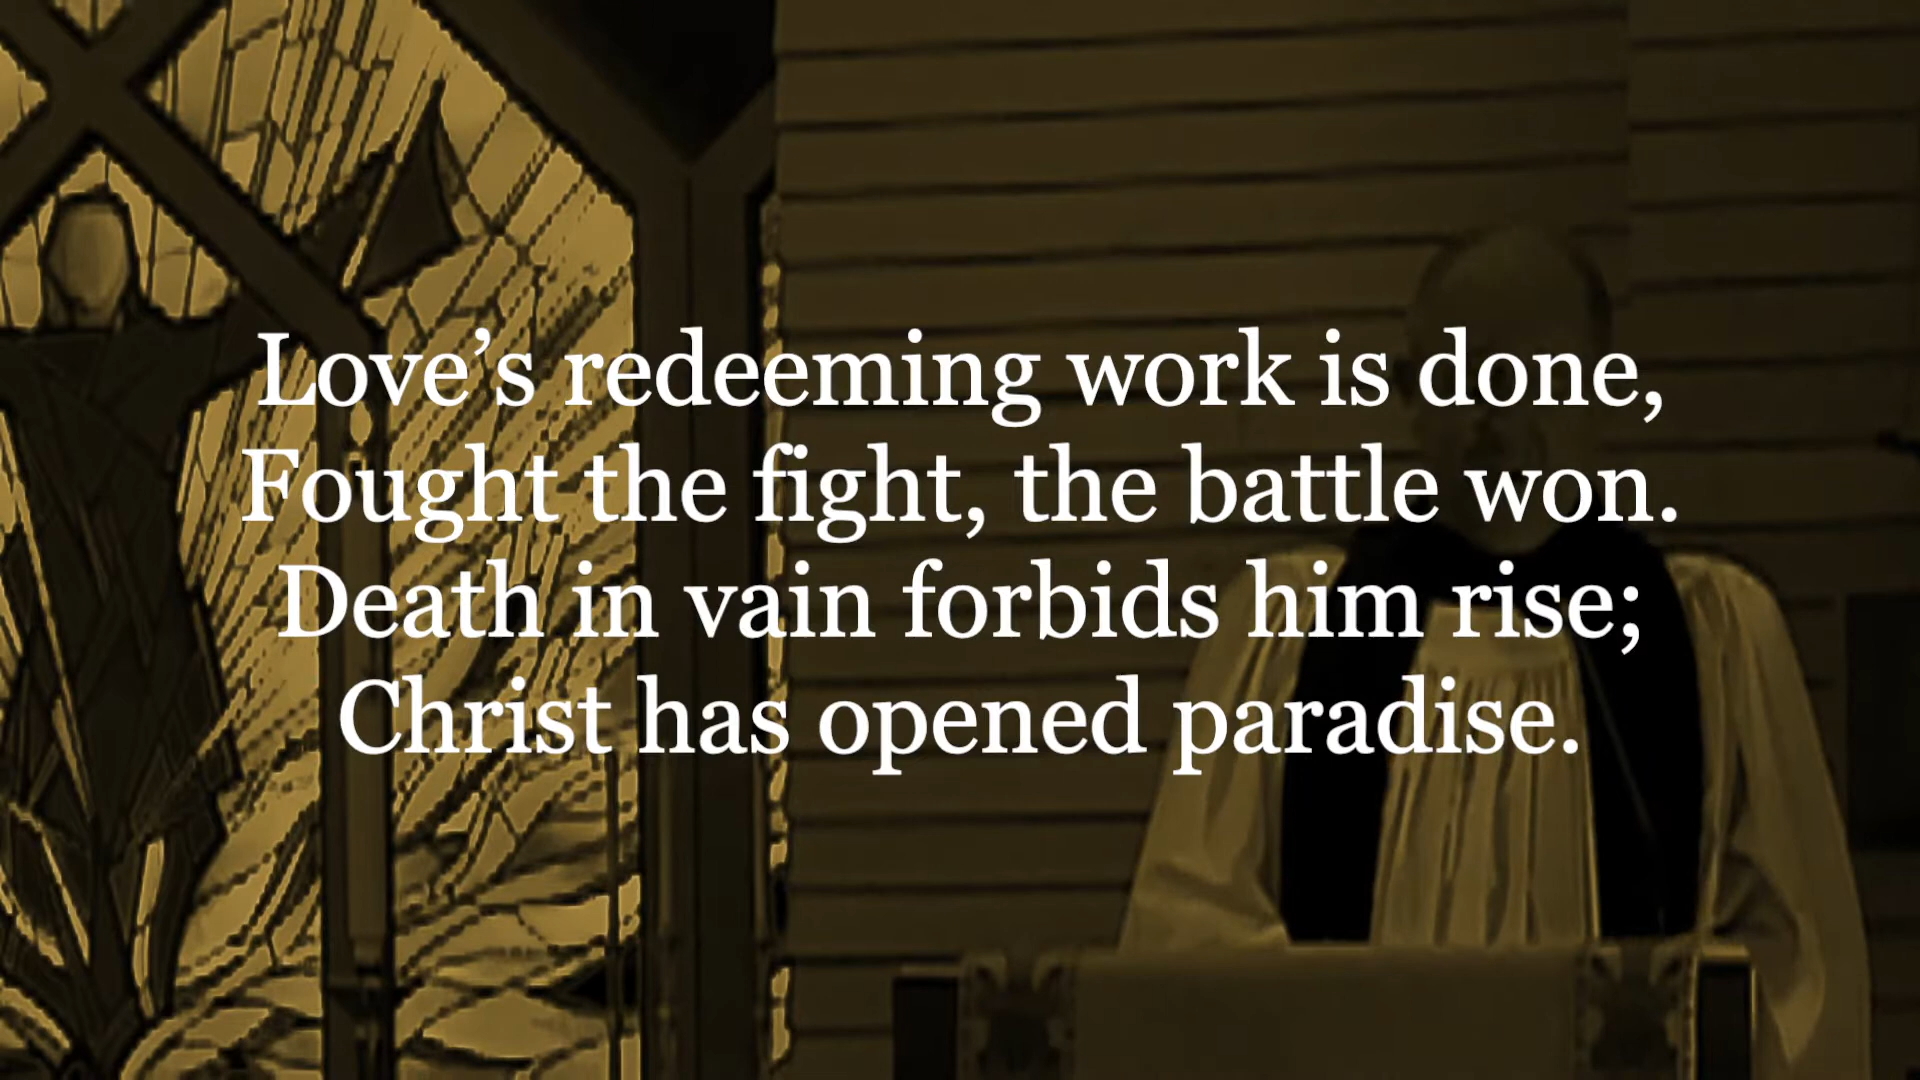 Love’s redeeming work is done,
Fought the fight, the battle won.
Death in vain forbids him rise;
Christ has opened paradise.